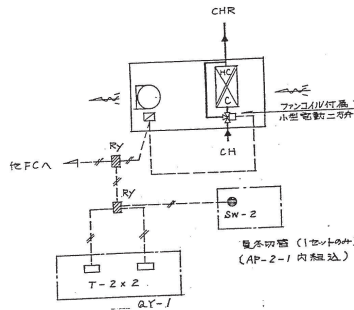 CHR
HC
C
ファンコイル付属
小型電動二方弁
CH
RY
他FCへ
RY
SW-2
夏冬切替 (1セットのみ)
(AP-2-1 内組込)
T-2×2
QY-1